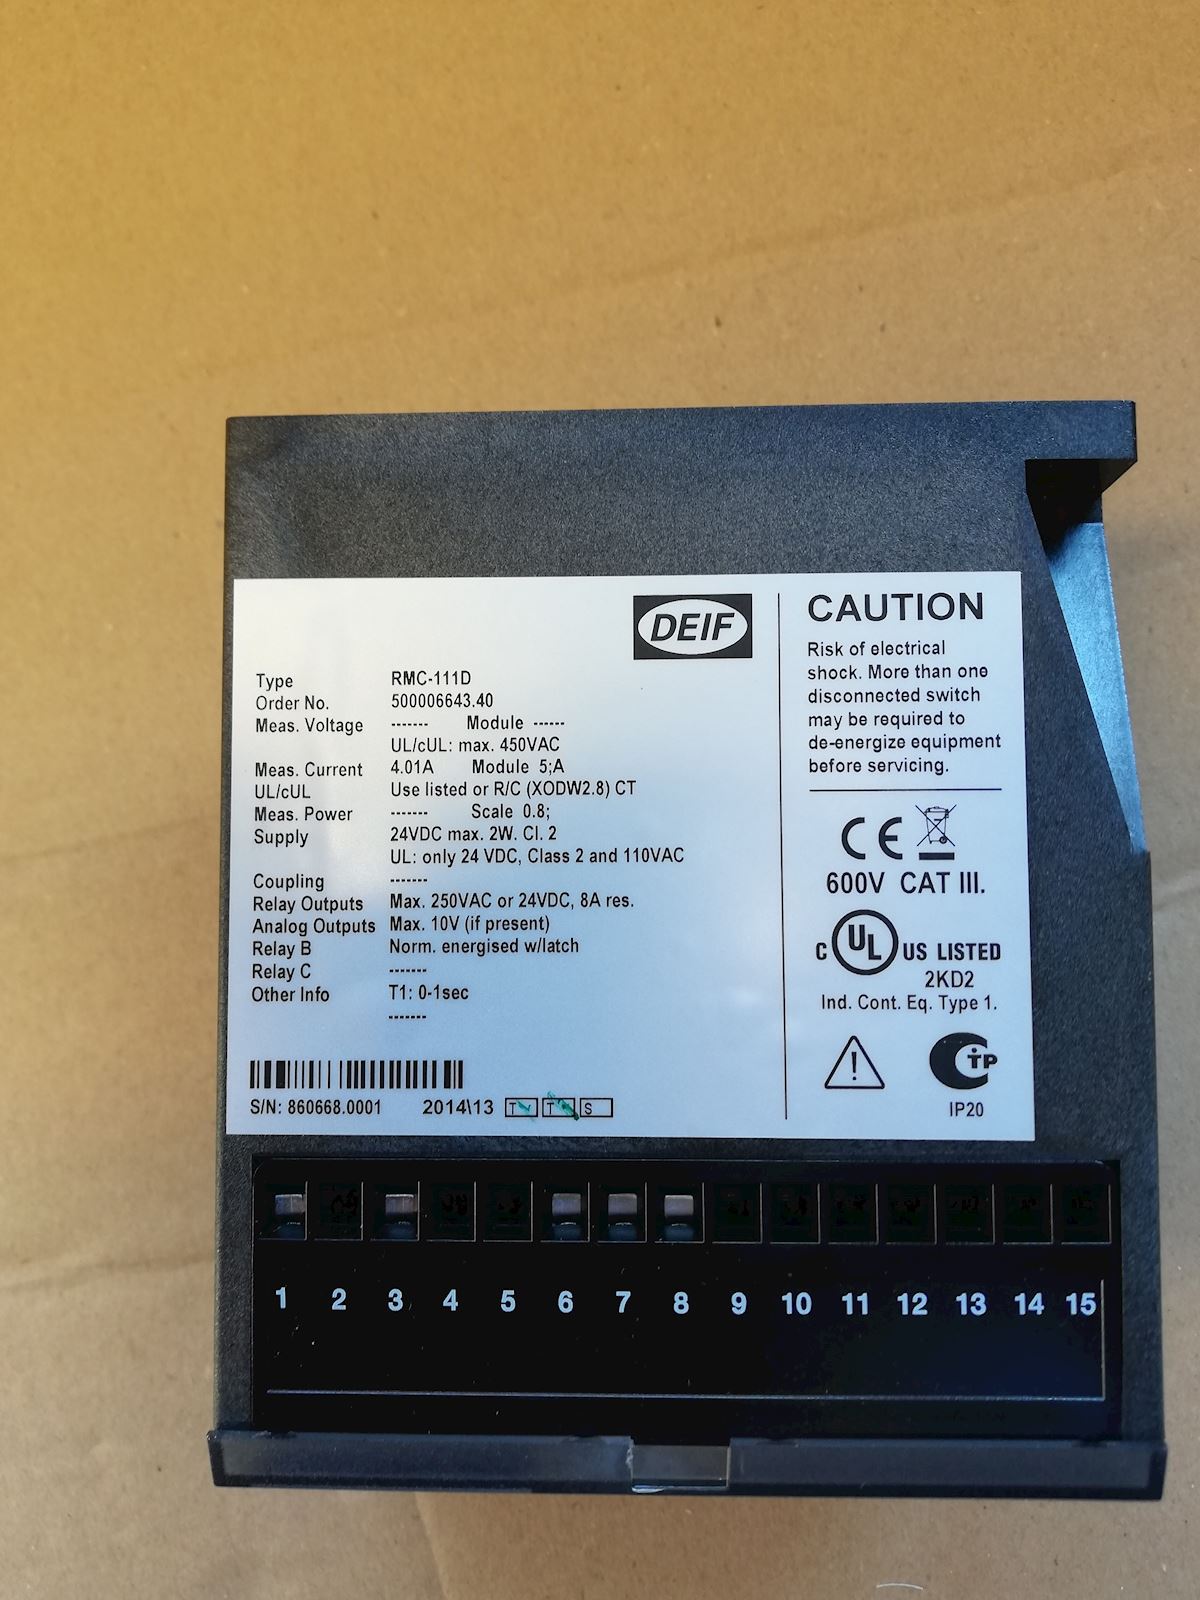 DEIF
Type RMC-111D
Order No. 500006643.40
Meas. Voltage ------- Module ------
UL/cUL: max. 450VAC
Meas. Current 4.01A Module 5;A
UL/cUL Use listed or R/C (XODW2.8) CT
Meas. Power ------- Scale 0.8;
Supply 24VDC max. 2W. Cl. 2
UL: only 24 VDC, Class 2 and 110VAC
Coupling -------
Relay Outputs Max. 250VAC or 24VDC, 8A res.
Analog Outputs Max. 10V (if present)
Relay B Norm. energised w/latch
Relay C -------
Other Info T1: 0-1sec
-------
S/N: 860668.0001 2014\13 T T S
CAUTION
Risk of electrical
shock. More than one
disconnected switch
may be required to
de-energize equipment
before servicing.
CE
600V CAT III.
C UL US LISTED
2KD2
Ind. Cont. Eq. Type 1.
!
IP20
1 2 3 4 5 6 7 8 9 10 11 12 13 14 15